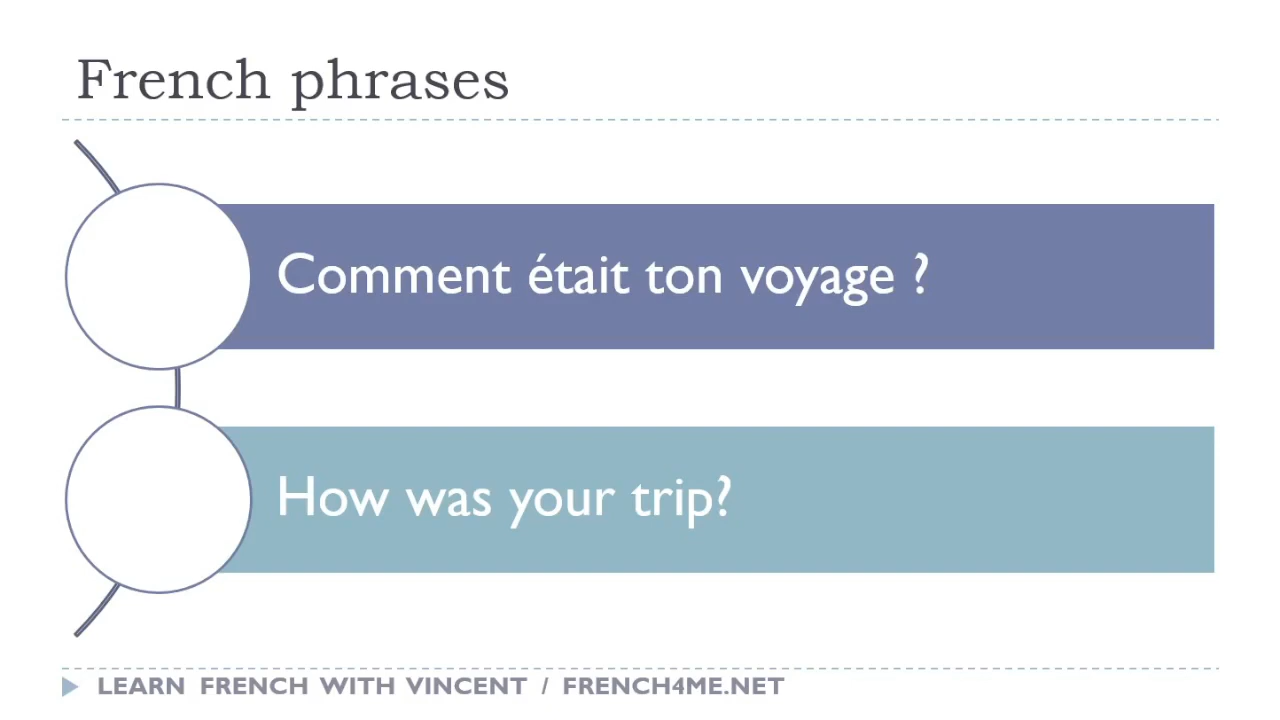 French phrases
Comment était ton voyage ?
How was your trip?
LEARN FRENCH WITH VINCENT / FRENCH4ME.NET